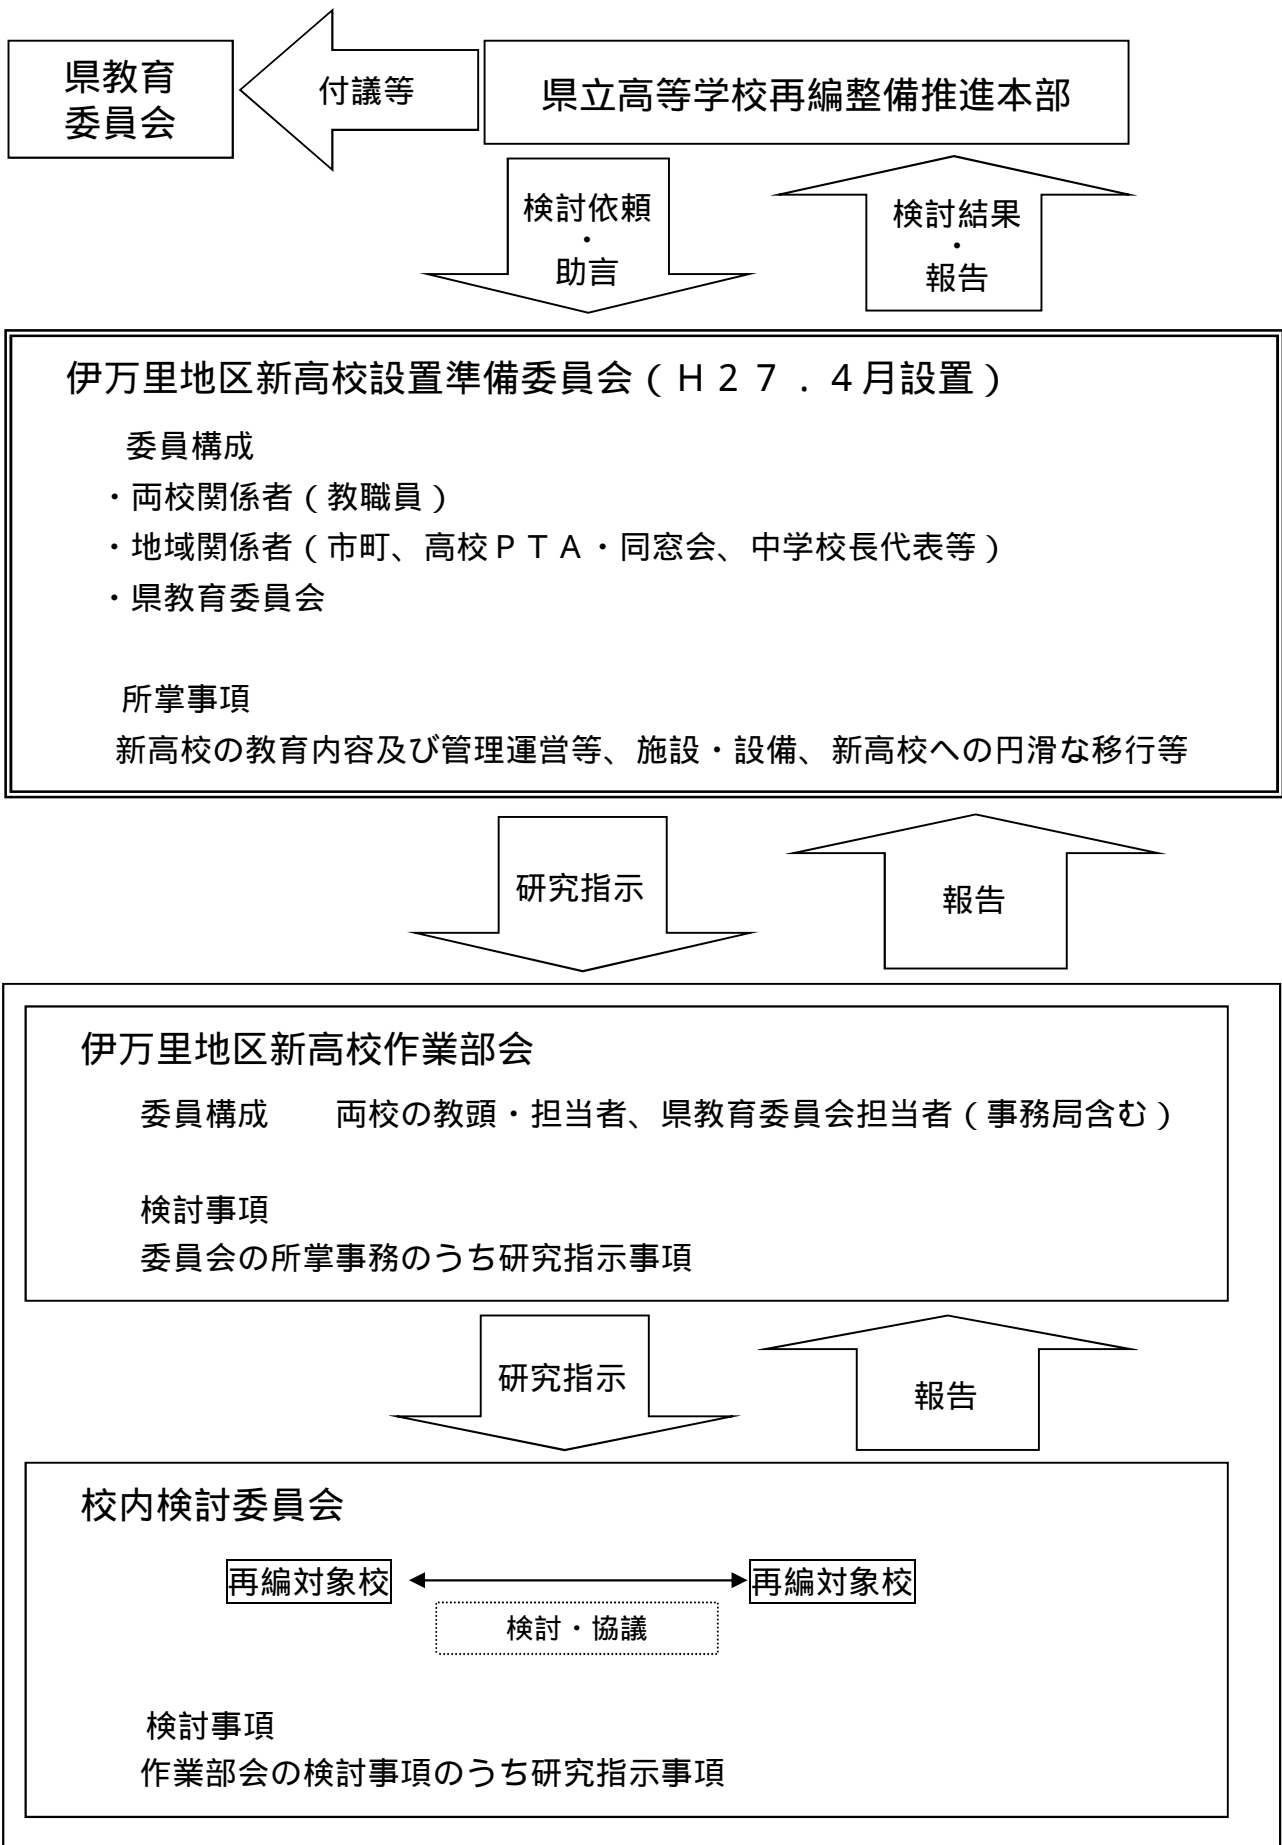 県教育
委員会
付議等
県立高等学校再編整備推進本部
検討依頼
・
助言
検討結果
・
報告
伊万里地区新高校設置準備委員会（Ｈ２７．４月設置）
委員構成
・両校関係者（教職員）
・地域関係者（市町、高校ＰＴＡ・同窓会、中学校長代表等）
・県教育委員会
所掌事項
新高校の教育内容及び管理運営等、施設・設備、新高校への円滑な移行等
研究指示
報告
伊万里地区新高校作業部会
委員構成　　両校の教頭・担当者、県教育委員会担当者（事務局含む）
検討事項
委員会の所掌事務のうち研究指示事項
研究指示
報告
校内検討委員会
再編対象校
再編対象校
検討・協議
検討事項
作業部会の検討事項のうち研究指示事項